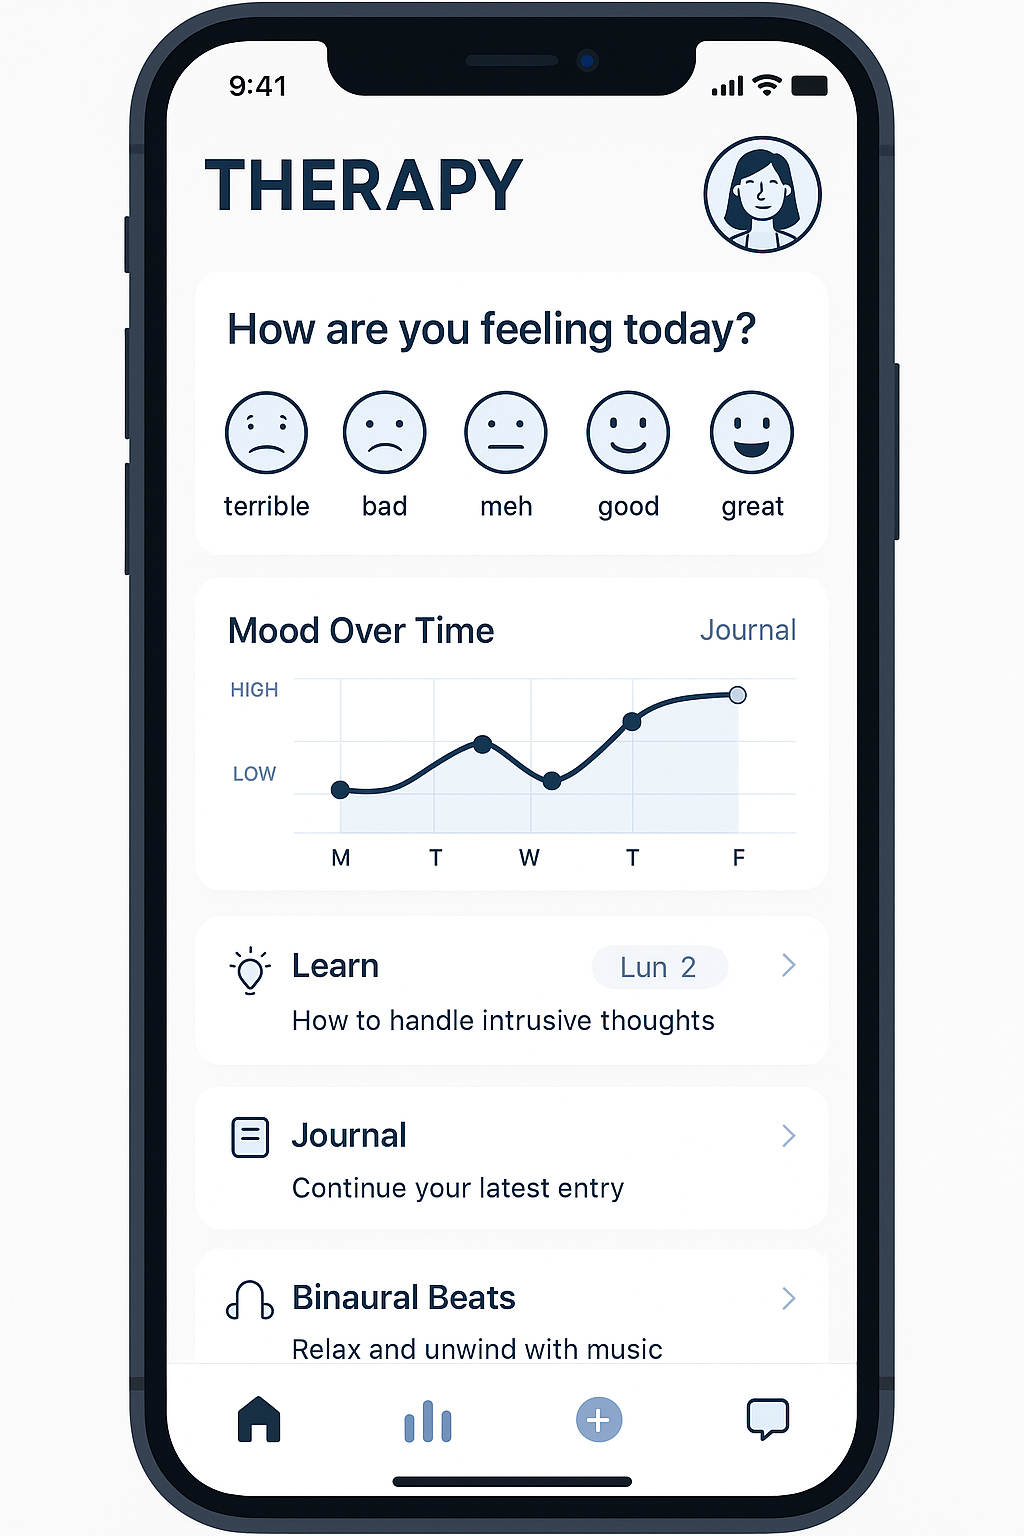 9:41
THERAPY
How are you feeling today?
terrible bad meh good great
Mood Over Time Journal
HIGH
LOW
M T W T F
Learn Lun 2
How to handle intrusive thoughts
Journal
Continue your latest entry
Binaural Beats
Relax and unwind with music